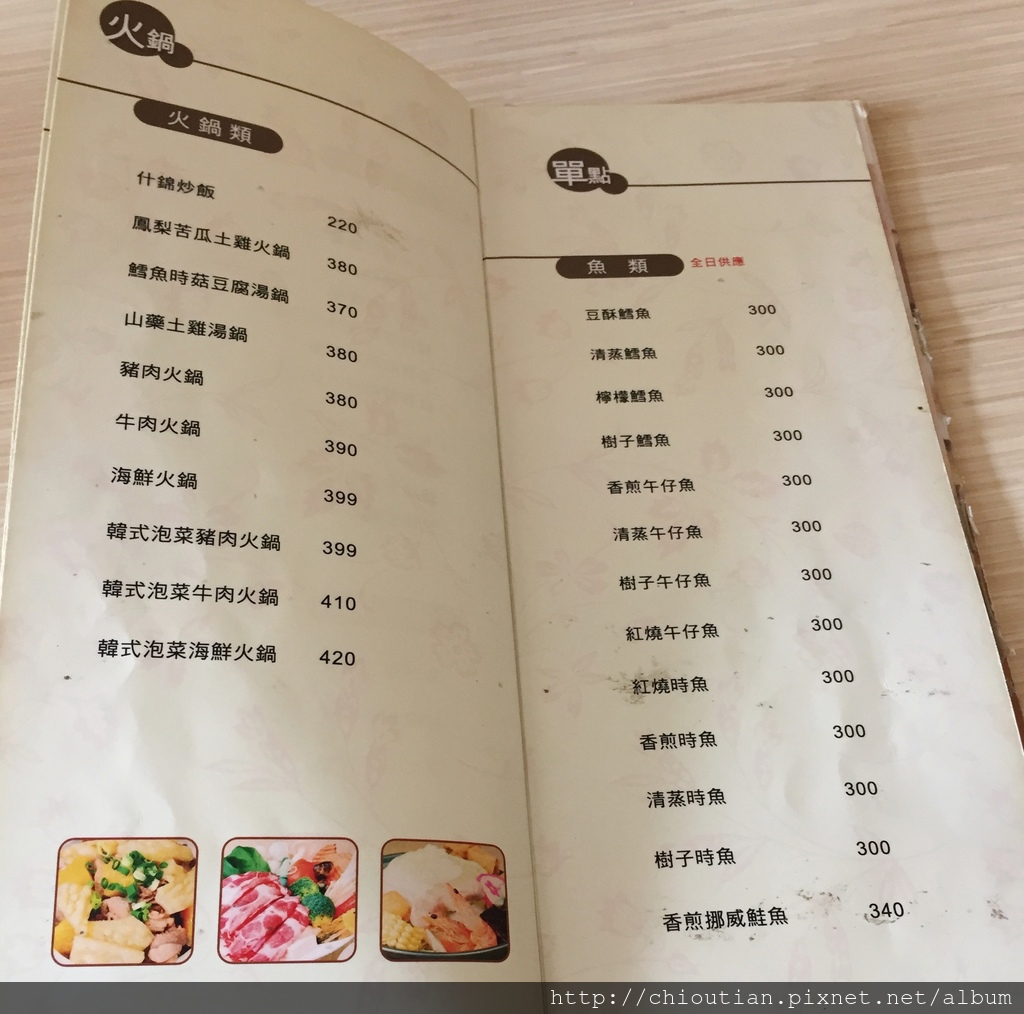 火鍋
火鍋類
什錦炒飯 220
鳳梨苦瓜土雞火鍋 380
鱈魚時菇豆腐湯鍋 370
山藥土雞湯鍋 380
豬肉火鍋 380
牛肉火鍋 390
海鮮火鍋 399
韓式泡菜豬肉火鍋 399
韓式泡菜牛肉火鍋 410
韓式泡菜海鮮火鍋 420
單點
魚類 全日供應
豆酥鱈魚 300
清蒸鱈魚 300
檸檬鱈魚 300
樹子鱈魚 300
香煎午仔魚 300
清蒸午仔魚 300
樹子午仔魚 300
紅燒午仔魚 300
紅燒時魚 300
香煎時魚 300
清蒸時魚 300
樹子時魚 300
香煎挪威鮭魚 340
http://chioutian.pixnet.net/album